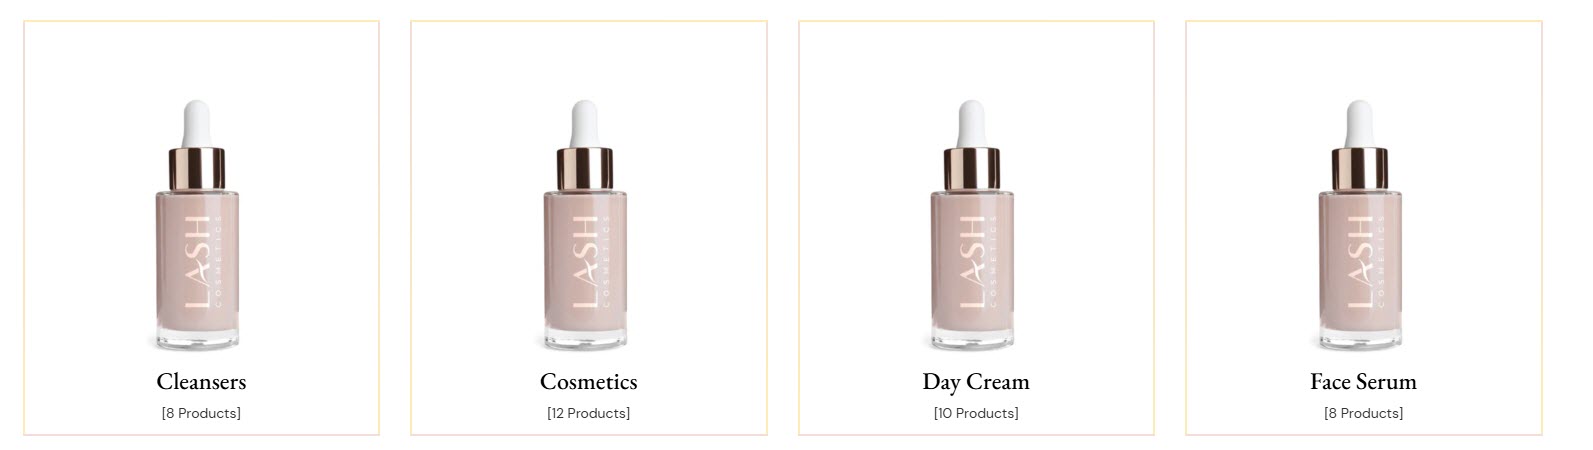 LASH
COSMETICS
Cleansers
[8 Products]
LASH
COSMETICS
Cosmetics
[12 Products]
LASH
COSMETICS
Day Cream
[10 Products]
LASH
COSMETICS
Face Serum
[8 Products]